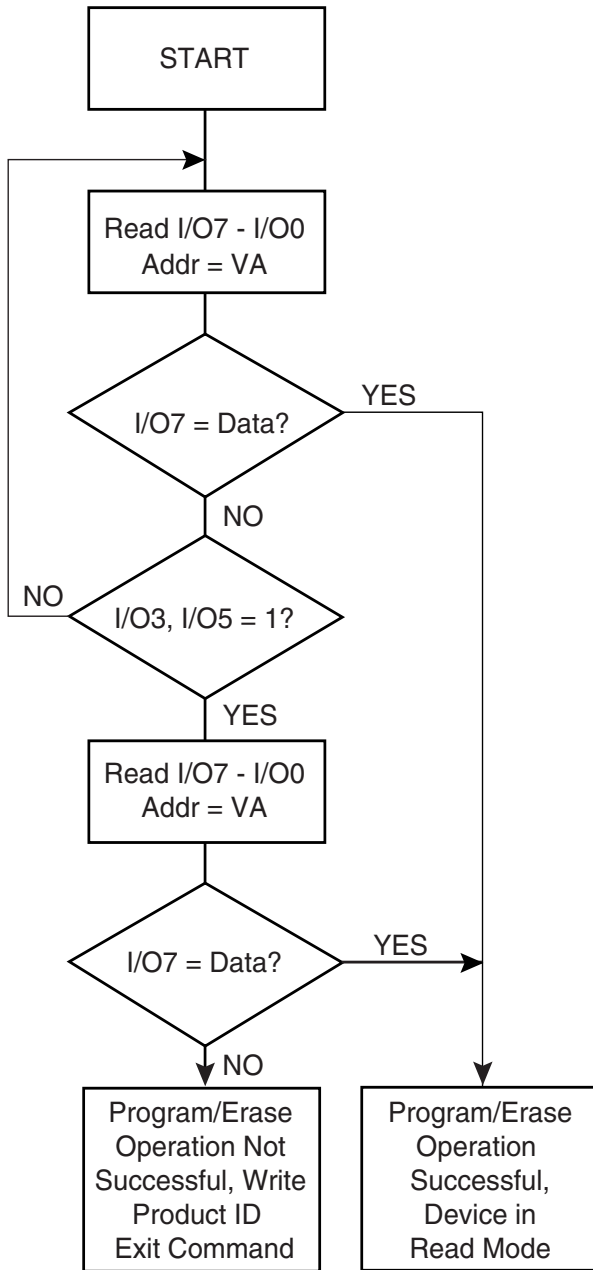 START
Read I/O7 - I/O0
Addr = VA
I/O7 = Data?
YES
NO
NO
I/O3, I/O5 = 1?
YES
Read I/O7 - I/O0
Addr = VA
I/O7 = Data?
YES
NO
Program/Erase
Operation Not
Successful, Write
Product ID
Exit Command
Program/Erase
Operation
Successful,
Device in
Read Mode